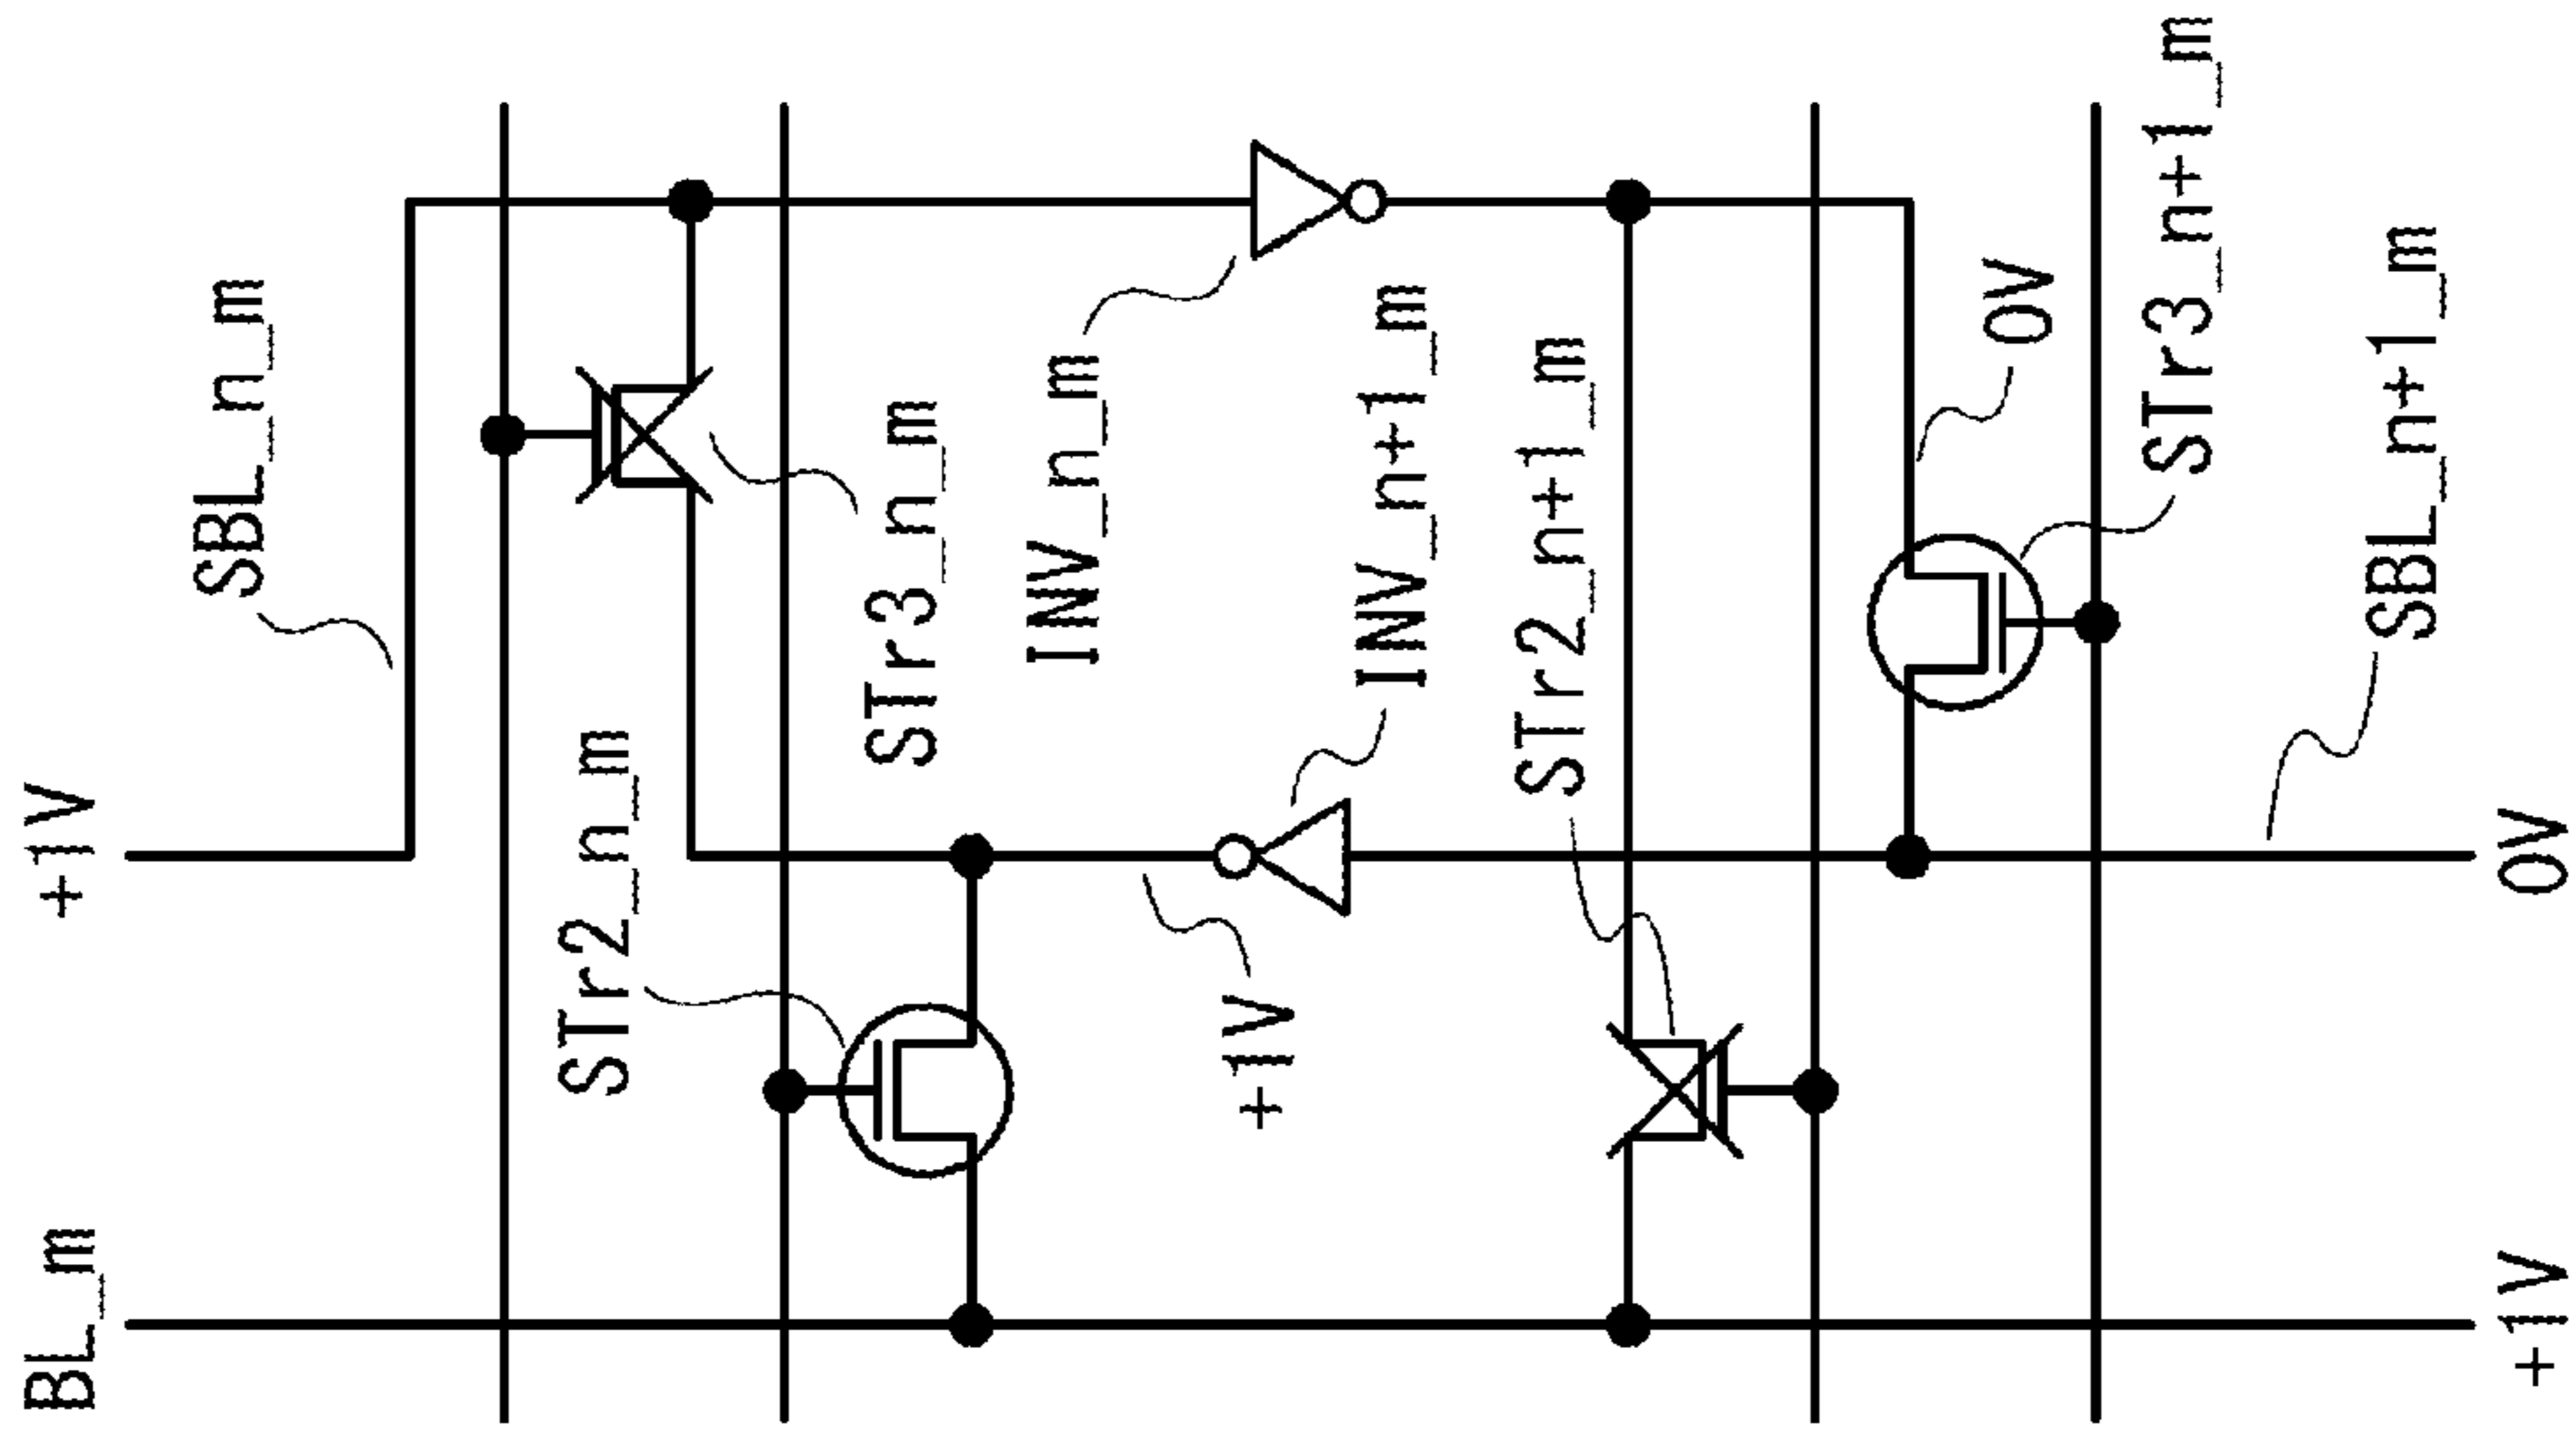 BL_m
+1V
SBL_n_m
STr2_n_m
STr3_n_m
INV_n_m
+1V
INV_n+1_m
STr2_n+1_m
0V
STr3_n+1_m
SBL_n+1_m
+1V
0V